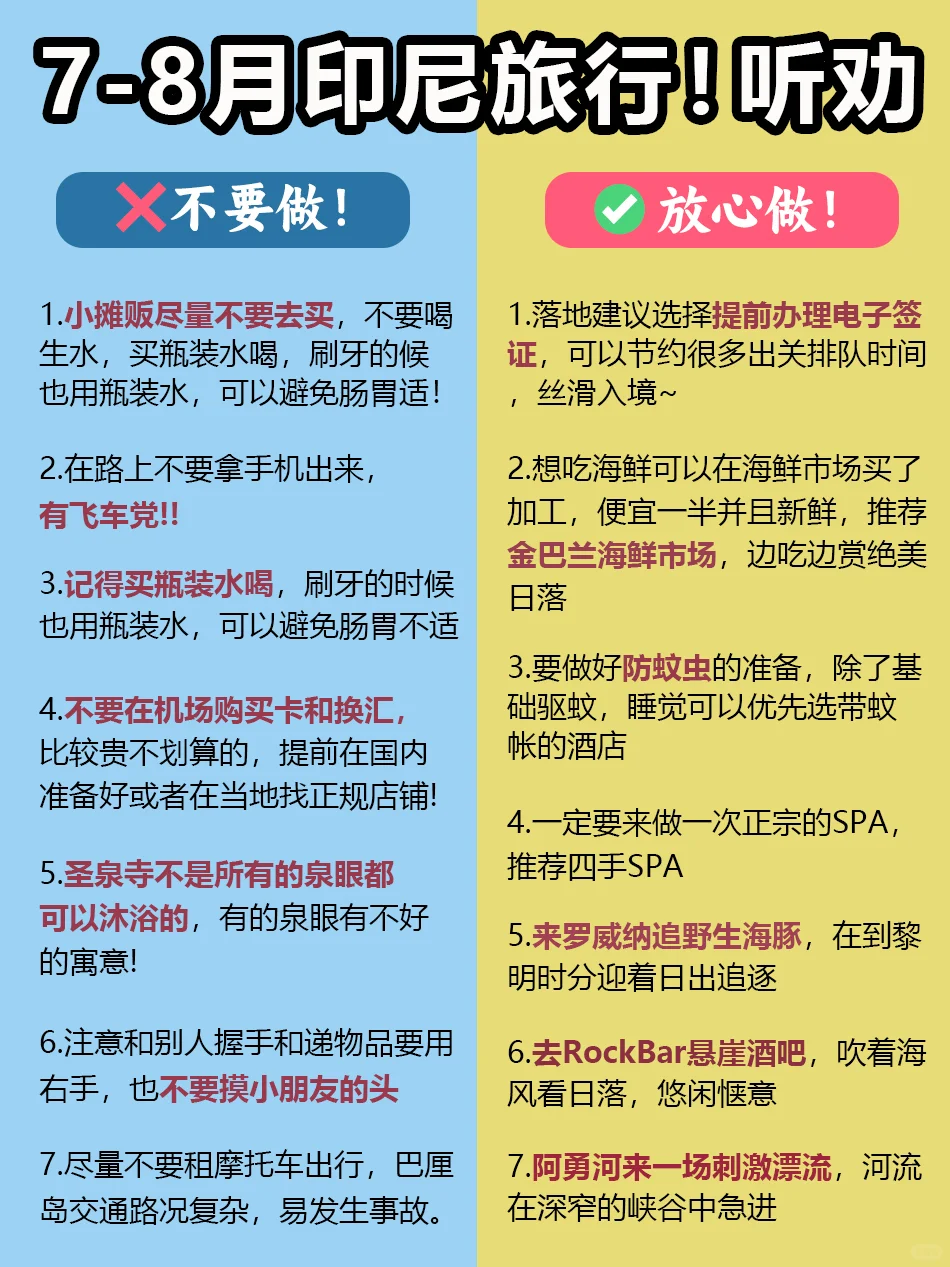 7-8月印尼旅行！听劝
❌不要做！
1.小摊贩尽量不要去买，不要喝
生水，买瓶装水喝，刷牙的候
也用瓶装水，可以避免肠胃适！
2.在路上不要拿手机出来，
有飞车党!!
3.记得买瓶装水喝，刷牙的时候
也用瓶装水，可以避免肠胃不适
4.不要在机场购买卡和换汇，
比较贵不划算的，提前在国内
准备好或者在当地找正规店铺!
5.圣泉寺不是所有的泉眼都
可以沐浴的，有的泉眼有不好
的寓意!
6.注意和别人握手和递物品要用
右手，也不要摸小朋友的头
7.尽量不要租摩托车出行，巴厘
岛交通路况复杂，易发生事故。
✅放心做！
1.落地建议选择提前办理电子签
证，可以节约很多出关排队时间
，丝滑入境~
2.想吃海鲜可以在海鲜市场买了
加工，便宜一半并且新鲜，推荐
金巴兰海鲜市场，边吃边赏绝美
日落
3.要做好防蚊虫的准备，除了基
础驱蚊，睡觉可以优先选带蚊
帐的酒店
4.一定要来做一次正宗的SPA，
推荐四手SPA
5.来罗威纳追野生海豚，在到黎
明时分迎着日出追逐
6.去RockBar悬崖酒吧，吹着海
风看日落，悠闲惬意
7.阿勇河来一场刺激漂流，河流
在深窄的峡谷中急进